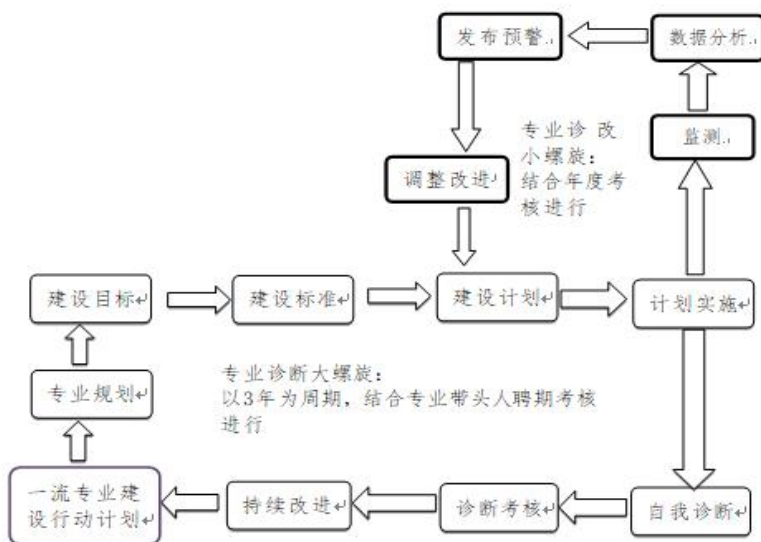 发布预警
数据分析
专业诊 改
小螺旋：
结合年度考
核进行
监测
调整改进
建设目标
建设标准
建设计划
计划实施
专业规划
专业诊断大螺旋：
以3年为周期，结合专业带头人聘期考核
进行
一流专业建
设行动计划
持续改进
诊断考核
自我诊断